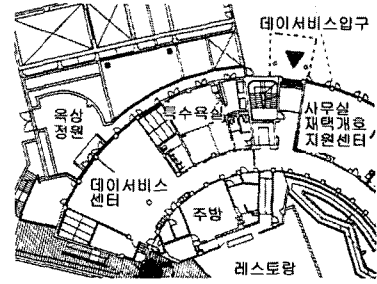 데이서비스입구
옥상
정원
특수욕실
사무실
재택개호
지원센터
데이서비스
센터
주방
레스토랑